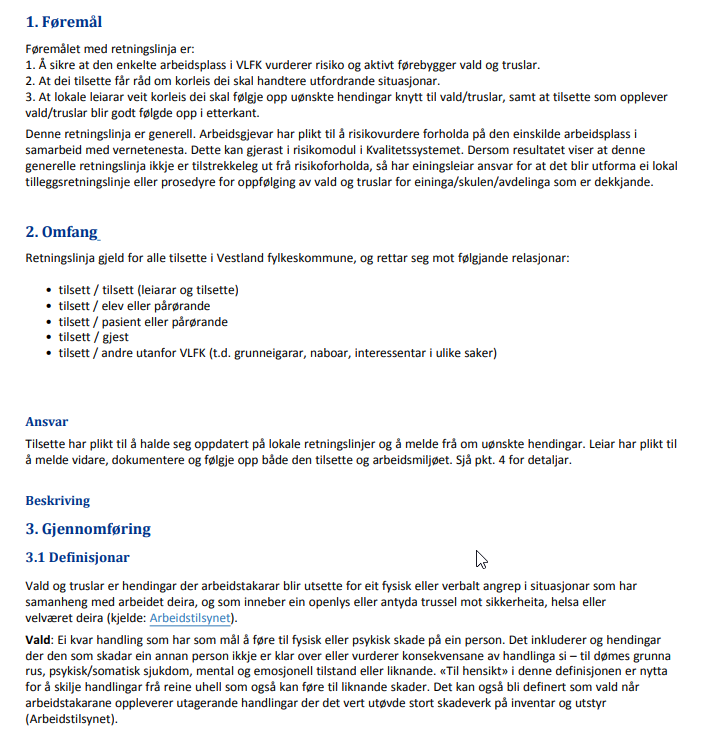 1. Føremål
Føremålet med retningslinja er:
1. Å sikre at den enkelte arbeidsplass i VLFK vurderer risiko og aktivt førebygger vald og truslar.
2. At dei tilsette får råd om korleis dei skal handtere utfordrande situasjonar.
3. At lokale leiarar veit korleis dei skal følgje opp uønskte hendingar knytt til vald/truslar, samt at tilsette som opplever
vald/truslar blir godt følgde opp i etterkant.
Denne retningslinja er generell. Arbeidsgjevar har plikt til å risikovurdere forholda på den einskilde arbeidsplass i
samarbeid med vernetenesta. Dette kan gjerast i risikomodul i Kvalitetssystemet. Dersom resultatet viser at denne
generelle retningslinja ikkje er tilstrekkeleg ut frå risikoforholda, så har einingsleiar ansvar for at det blir utforma ei lokal
tilleggsretningslinje eller prosedyre for oppfølging av vald og truslar for eininga/skulen/avdelinga som er dekkjande.
2. Omfang
Retningslinja gjeld for alle tilsette i Vestland fylkeskommune, og rettar seg mot følgjande relasjonar:
• tilsett / tilsett (leiarar og tilsette)
• tilsett / elev eller pårørande
• tilsett / pasient eller pårørande
• tilsett / gjest
• tilsett / andre utanfor VLFK (t.d. grunneigarar, naboar, interessentar i ulike saker)
Ansvar
Tilsette har plikt til å halde seg oppdatert på lokale retningslinjer og å melde frå om uønskte hendingar. Leiar har plikt til
å melde vidare, dokumentere og følgje opp både den tilsette og arbeidsmiljøet. Sjå pkt. 4 for detaljar.
Beskriving
3. Gjennomføring
3.1 Definisjonar
Vald og truslar er hendingar der arbeidstakarar blir utsette for eit fysisk eller verbalt angrep i situasjonar som har
samanheng med arbeidet deira, og som inneber ein openlys eller antyda trussel mot sikkerheita, helsa eller
velværet deira (kjelde: Arbeidstilsynet).
Vald: Ei kvar handling som har som mål å føre til fysisk eller psykisk skade på ein person. Det inkluderer og hendingar
der den som skadar ein annan person ikkje er klar over eller vurderer konsekvensane av handlinga si – til dømes grunna
rus, psykisk/somatisk sjukdom, mental og emosjonell tilstand eller liknande. «Til hensikt» i denne definisjonen er nytta
for å skilje handlingar frå reine uhell som også kan føre til liknande skader. Det kan også bli definert som vald når
arbeidstakarane oppleverer utagerande handlingar der det vert utøvde stort skadeverk på inventar og utstyr
(Arbeidstilsynet).